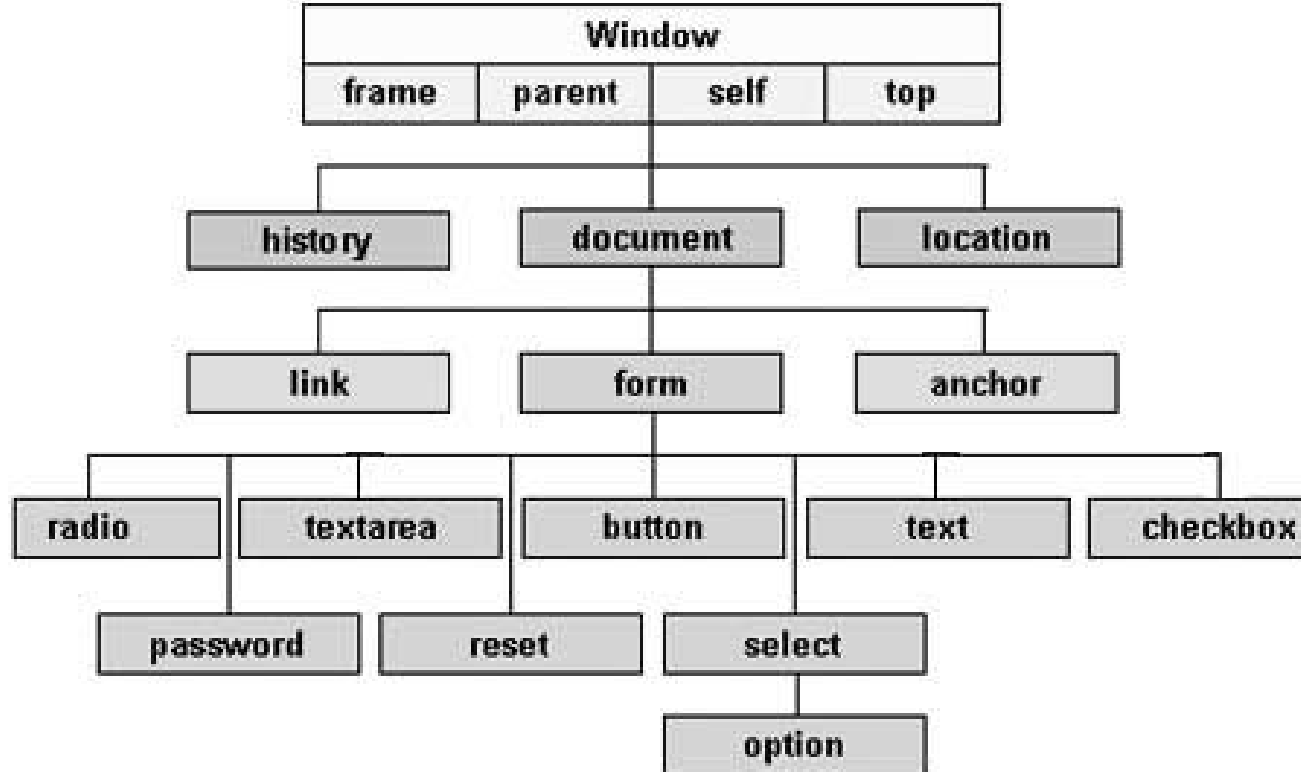 Window
frame parent self top
history document location
link form anchor
radio textarea button text checkbox
password reset select
option